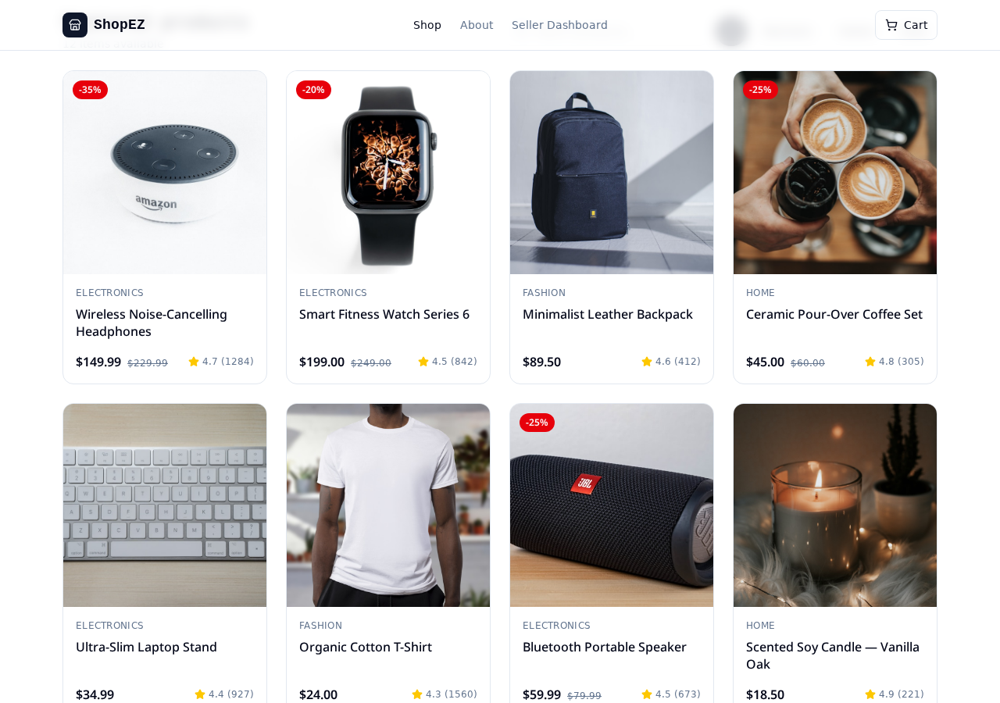 ShopEZ
Shop
About
Seller Dashboard
Cart
-35%
amazon
ELECTRONICS
Wireless Noise-Cancelling
Headphones
$149.99 $229.99 4.7 (1284)
-20%
ELECTRONICS
Smart Fitness Watch Series 6
$199.00 $249.00 4.5 (842)
FASHION
Minimalist Leather Backpack
$89.50 4.6 (412)
-25%
HOME
Ceramic Pour-Over Coffee Set
$45.00 $60.00 4.8 (305)
ELECTRONICS
Ultra-Slim Laptop Stand
$34.99 4.4 (927)
FASHION
Organic Cotton T-Shirt
$24.00 4.3 (1560)
-25%
JBL
ELECTRONICS
Bluetooth Portable Speaker
$59.99 $79.99 4.5 (673)
HOME
Scented Soy Candle — Vanilla
Oak
$18.50 4.9 (221)